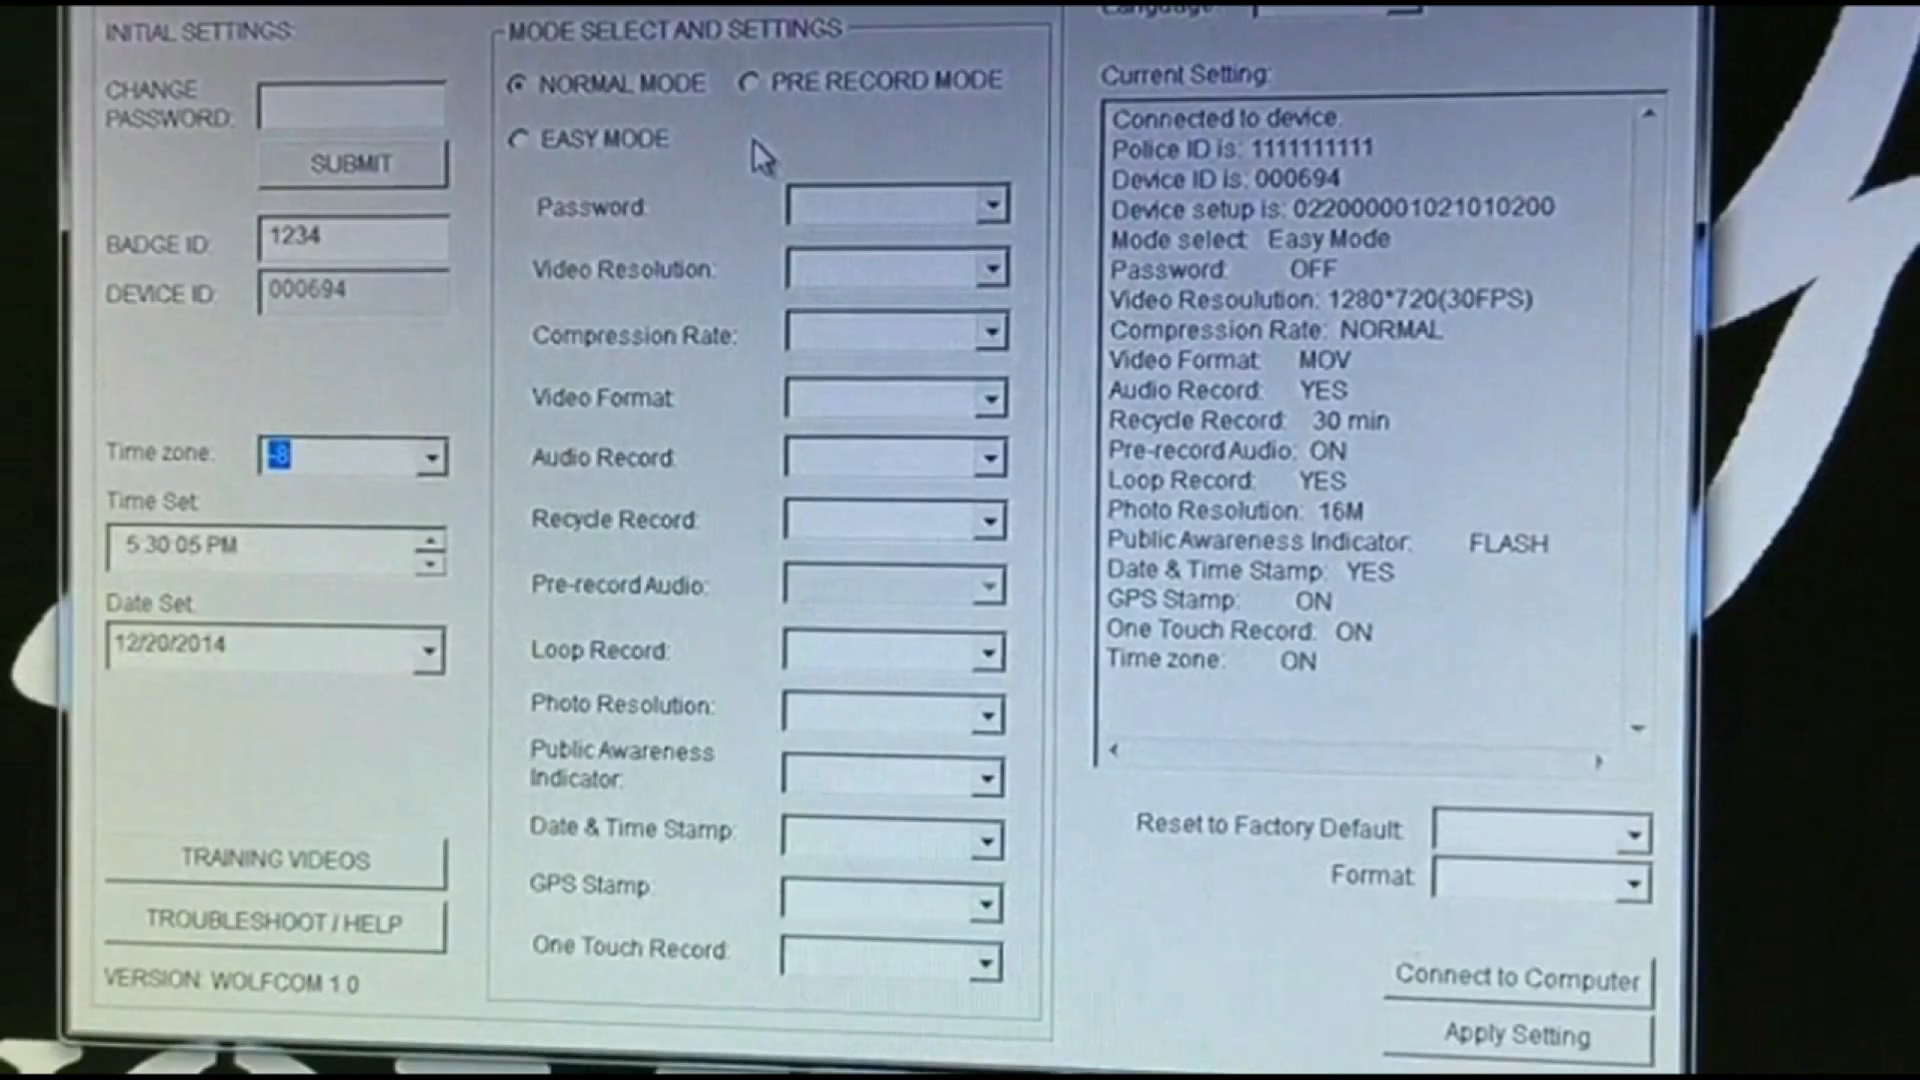 INITIAL SETTINGS:
CHANGE PASSWORD:
SUBMIT
BADGE ID: 1234
DEVICE ID: 000694
Time zone: -8
Time Set:
5:30:05 PM
Date Set:
12/20/2014
TRAINING VIDEOS
TROUBLESHOOT / HELP
VERSION: WOLFCOM 1.0
MODE SELECT AND SETTINGS
NORMAL MODE
PRE RECORD MODE
EASY MODE
Password:
Video Resolution:
Compression Rate:
Video Format:
Audio Record:
Recycle Record:
Pre-record Audio:
Loop Record:
Photo Resolution:
Public Awareness
Indicator:
Date & Time Stamp:
GPS Stamp:
One Touch Record:
Language:
Current Setting:
Connected to device.
Police ID is: 1111111111
Device ID is: 000694
Device setup is: 022000001021010200
Mode select: Easy Mode
Password: OFF
Video Resoulution: 1280*720(30FPS)
Compression Rate: NORMAL
Video Format: MOV
Audio Record: YES
Recycle Record: 30 min
Pre-record Audio: ON
Loop Record: YES
Photo Resolution: 16M
Public Awareness Indicator: FLASH
Date & Time Stamp: YES
GPS Stamp: ON
One Touch Record: ON
Time zone: ON
Reset to Factory Default:
Format:
Connect to Computer
Apply Setting